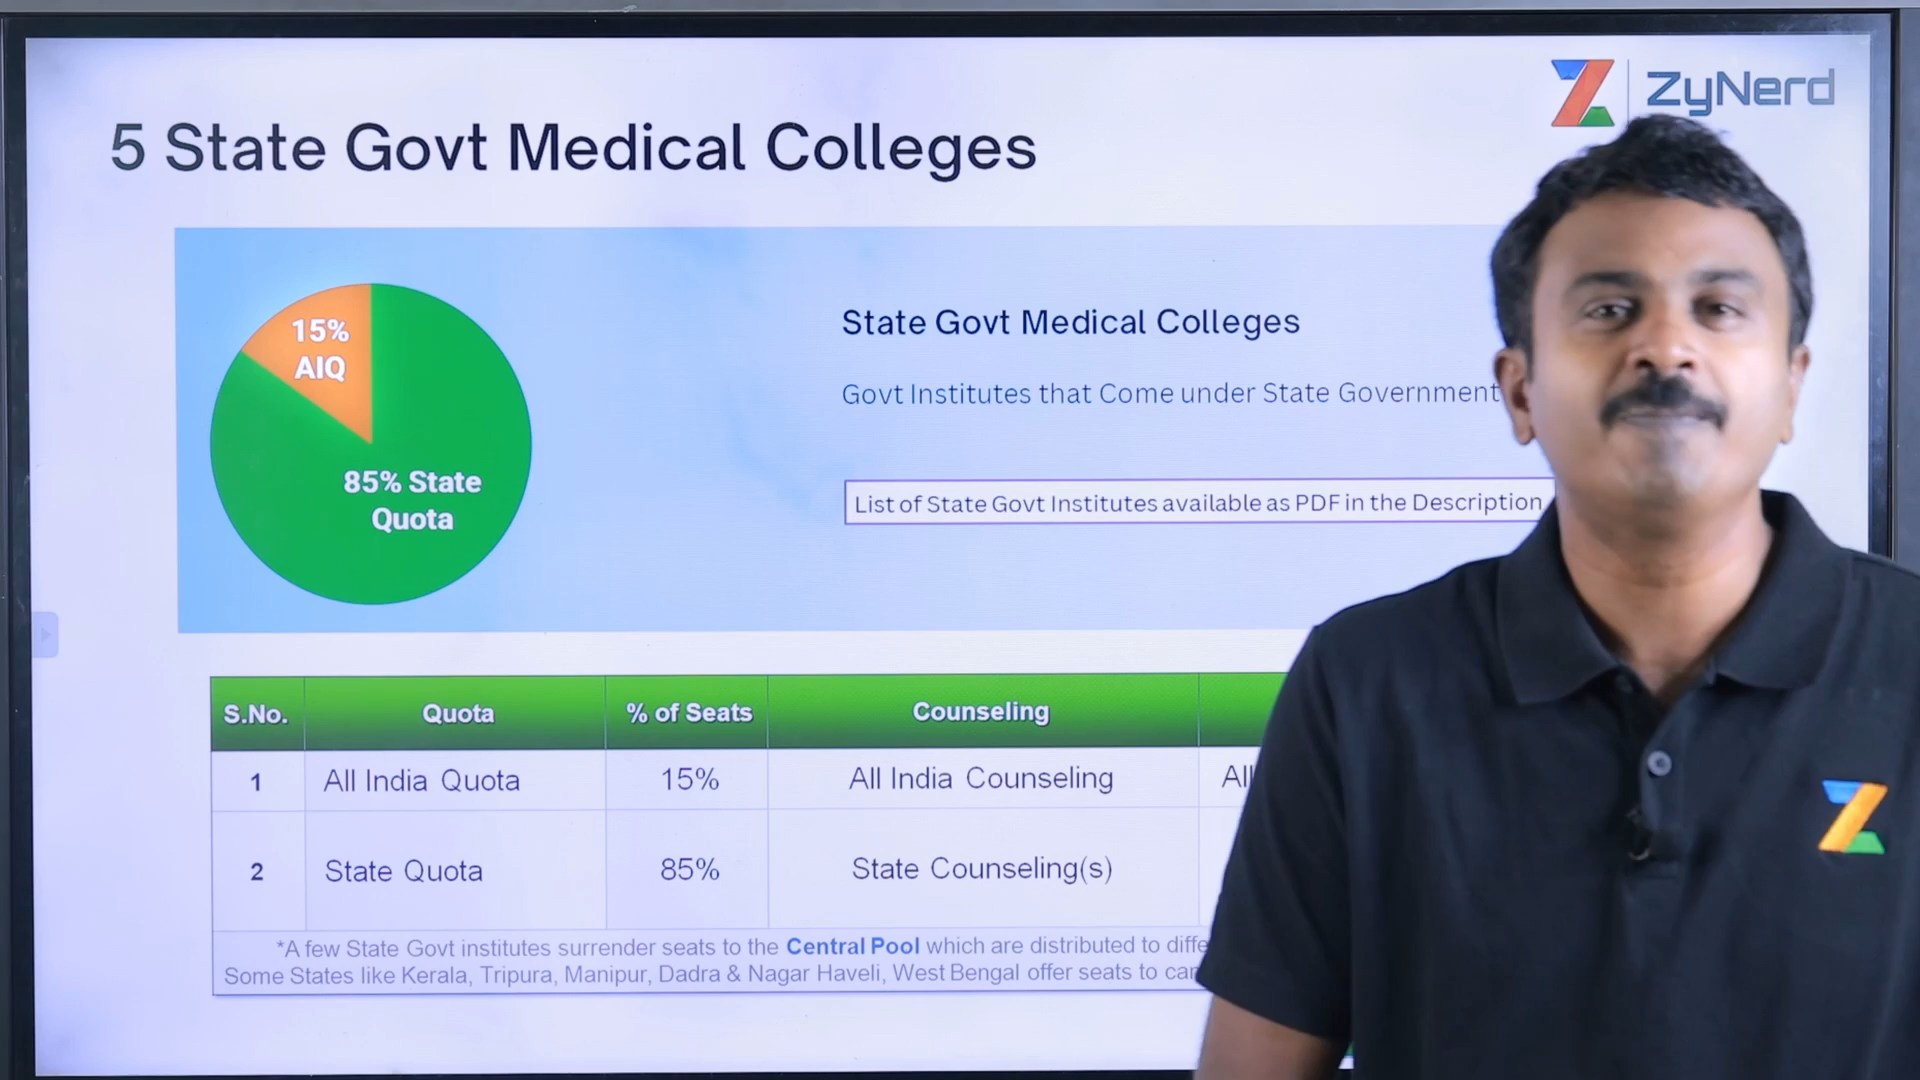 ZyNerd
5 State Govt Medical Colleges
15%
AIQ
85% State
Quota
State Govt Medical Colleges
Govt Institutes that Come under State Government
List of State Govt Institutes available as PDF in the Description
S.No. Quota % of Seats Counseling
1 All India Quota 15% All India Counseling All
2 State Quota 85% State Counseling(s)
*A few State Govt institutes surrender seats to the Central Pool which are distributed to
Some States like Kerala, Tripura, Manipur, Dadra & Nagar Haveli, West Bengal offer seats to